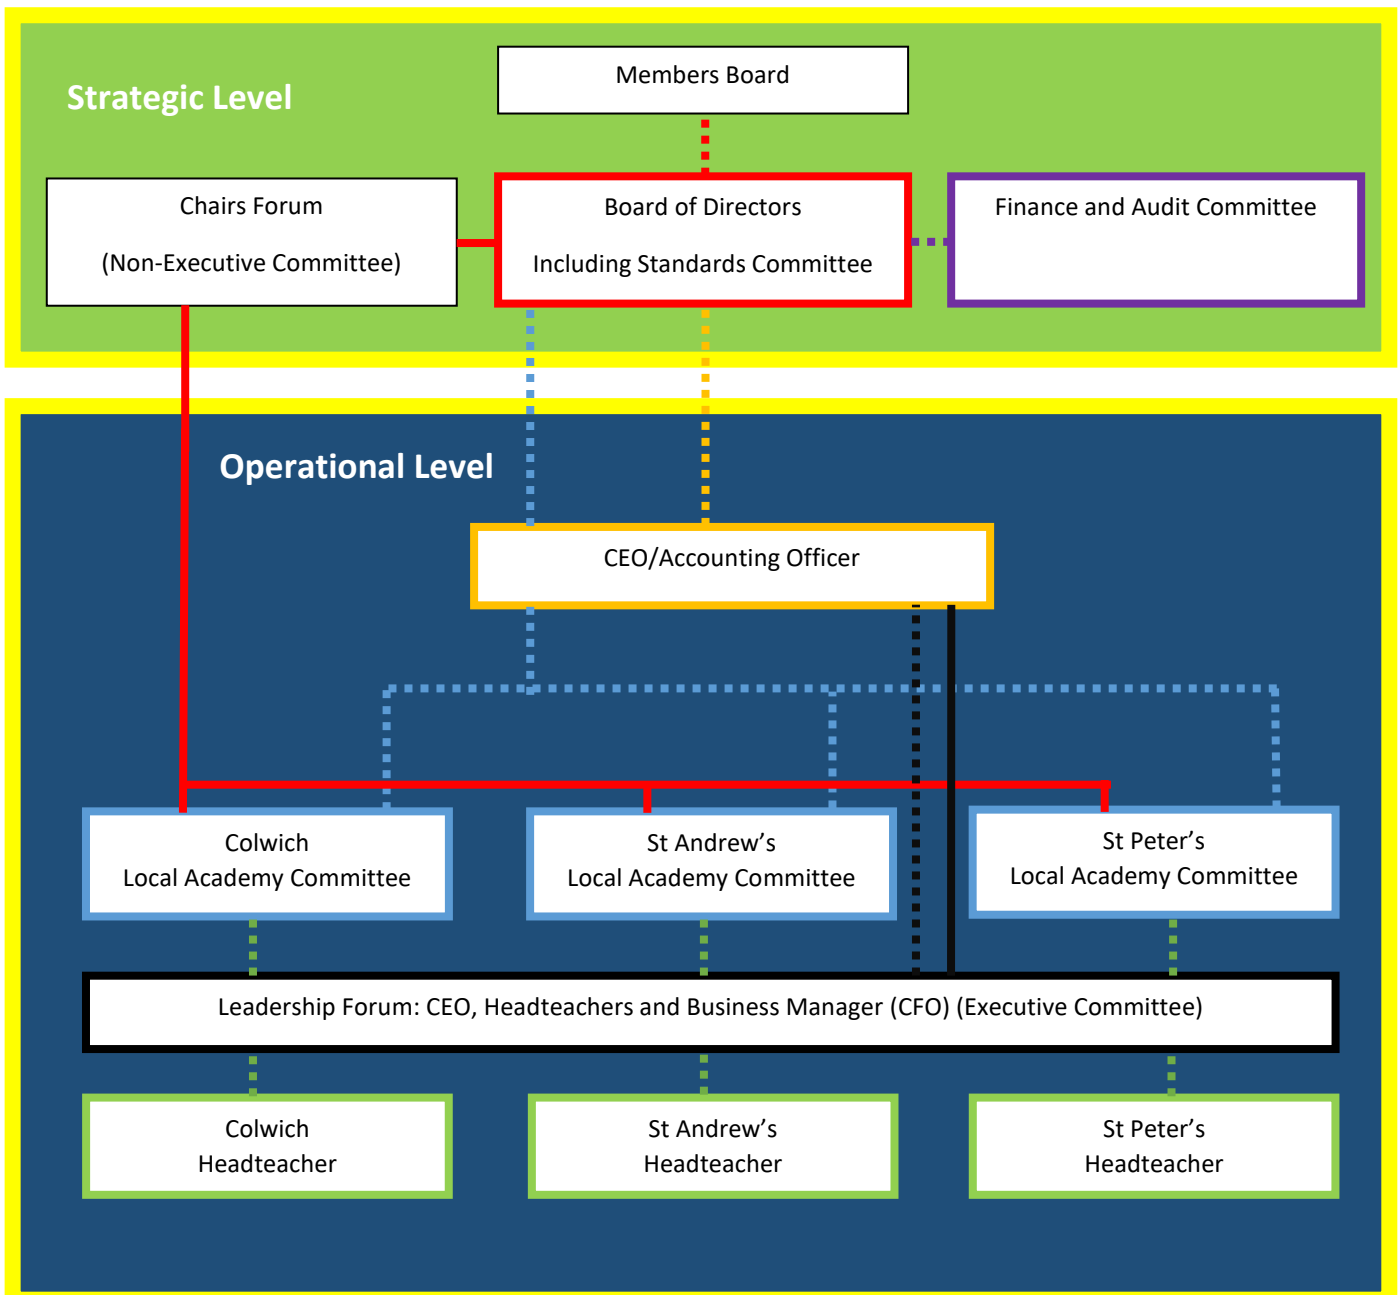 Strategic Level
Members Board
Chairs Forum
(Non-Executive Committee)
Board of Directors
Including Standards Committee
Finance and Audit Committee
Operational Level
CEO/Accounting Officer
Colwich
Local Academy Committee
St Andrew’s
Local Academy Committee
St Peter’s
Local Academy Committee
Leadership Forum: CEO, Headteachers and Business Manager (CFO) (Executive Committee)
Colwich
Headteacher
St Andrew’s
Headteacher
St Peter’s
Headteacher